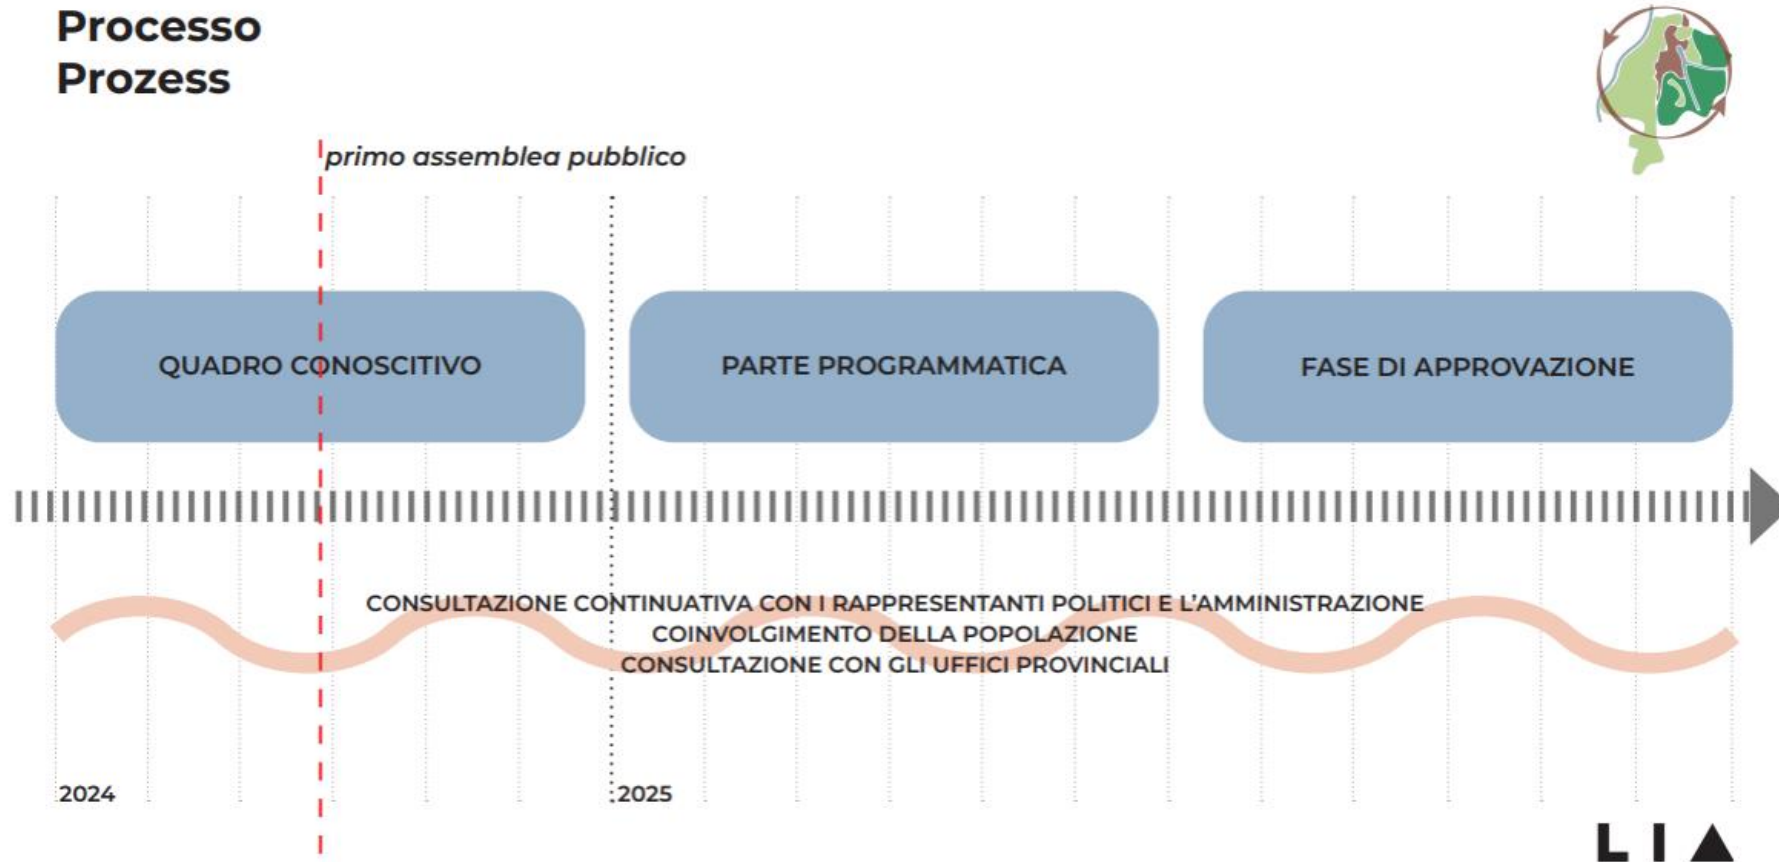 Processo
Prozess
primo assemblea pubblico
QUADRO CONOSCITIVO
PARTE PROGRAMMATICA
FASE DI APPROVAZIONE
CONSULTAZIONE CONTINUATIVA CON I RAPPRESENTANTI POLITICI E L'AMMINISTRAZIONE
COINVOLGIMENTO DELLA POPOLAZIONE
CONSULTAZIONE CON GLI UFFICI PROVINCIALI
2024
2025
LIA